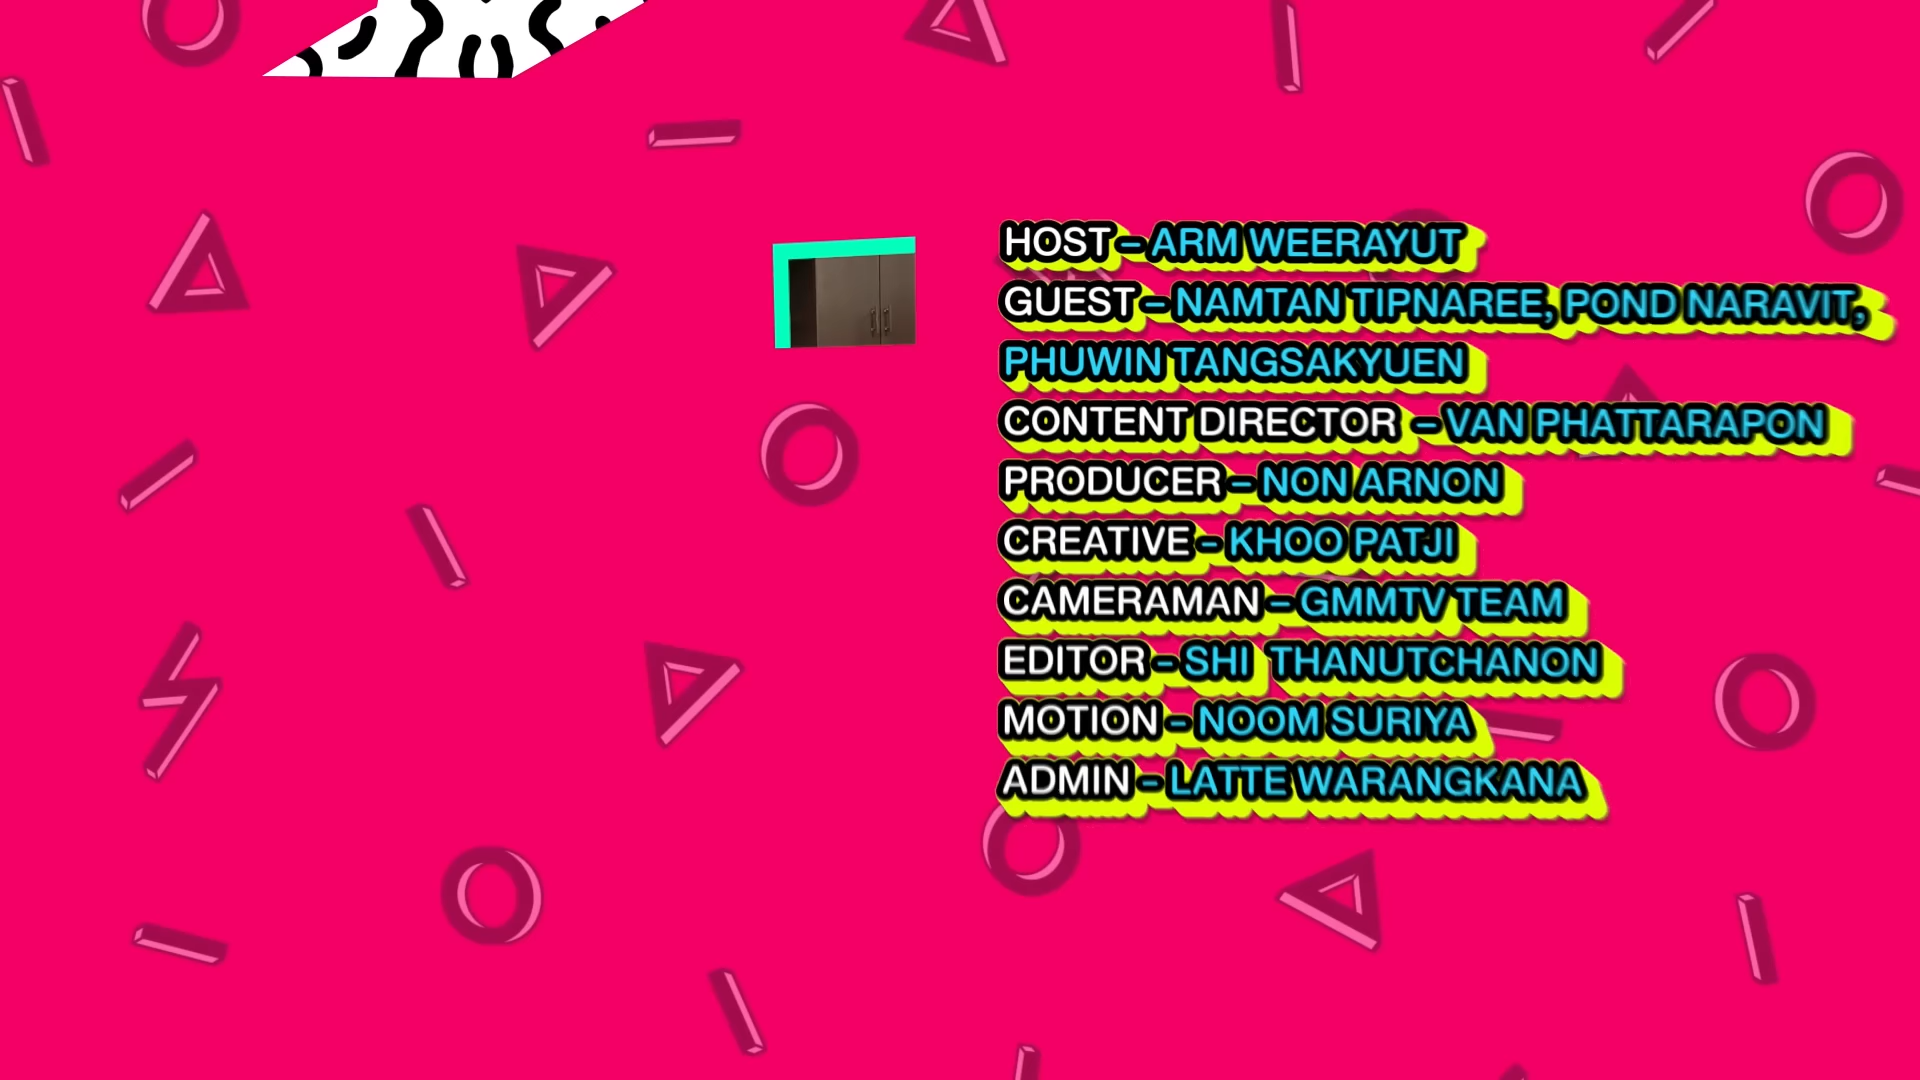 HOST – ARM WEERAYUT
GUEST – NAMTAN TIPNAREE, POND NARAVIT,
PHUWIN TANGSAKYUEN
CONTENT DIRECTOR – VAN PHATTARAPON
PRODUCER – NON ARNON
CREATIVE – KHOO PATJI
CAMERAMAN – GMMTV TEAM
EDITOR – SHI THANUTCHANON
MOTION – NOOM SURIYA
ADMIN – LATTE WARANGKANA